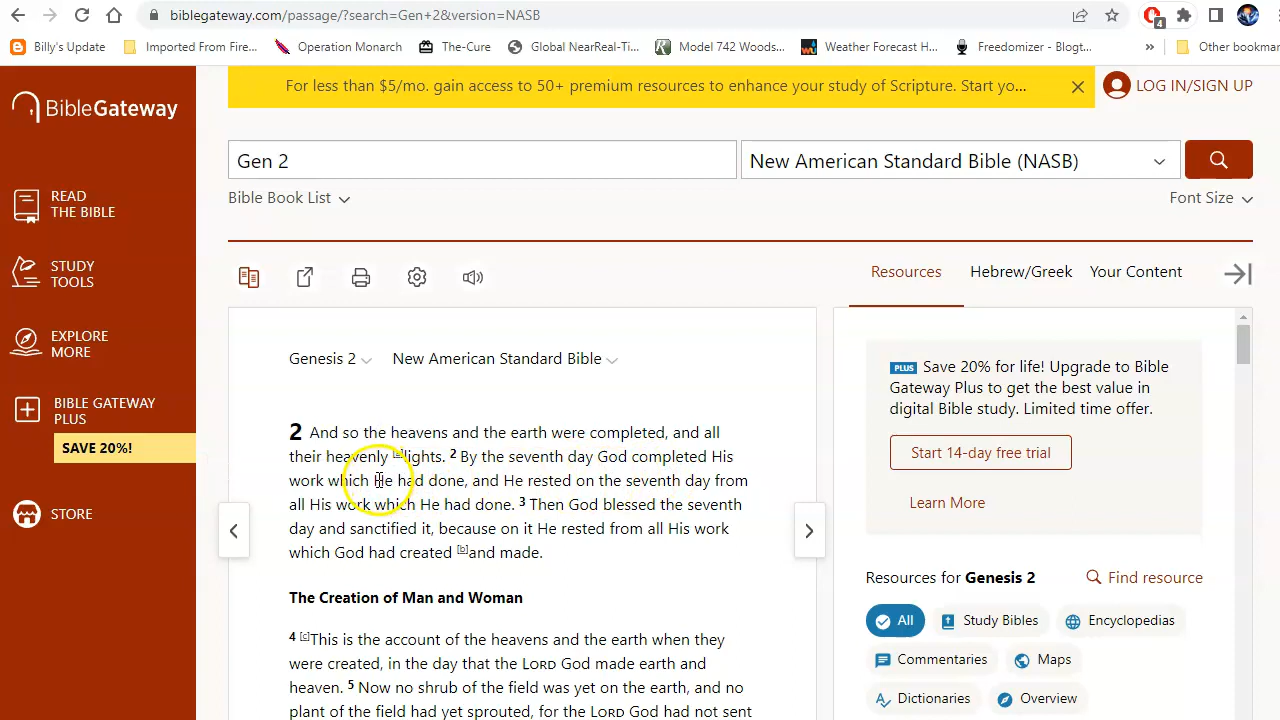 biblegateway.com/passage/?search=Gen+2&version=NASB
4
Billy's Update
Imported From Fire...
Operation Monarch
The-Cure
Global NearReal-Ti...
Mode 742 Woods...
Weather Forecast H...
Freedomizer - Blogt...
»
Other bookmar
For less than $5/mo. gain access to 50+ premium resources to enhance your study of Scripture. Start yo...
LOG IN/SIGN UP
BibleGateway
Gen 2
New American Standard Bible (NASB)
Bible Book List
Font Size
READ
THE BIBLE
STUDY
TOOLS
EXPLORE
MORE
BIBLE GATEWAY
PLUS
SAVE 20%!
STORE
Resources
Hebrew/Greek
Your Content
Genesis 2
New American Standard Bible
2 And so the heavens and the earth were completed, and all
their heavenly [a]lights. 2 By the seventh day God completed His
work which He had done, and He rested on the seventh day from
all His work which He had done. 3 Then God blessed the seventh
day and sanctified it, because on it He rested from all His work
which God had created [b]and made.
The Creation of Man and Woman
4 [c]This is the account of the heavens and the earth when they
were created, in the day that the LORD God made earth and
heaven. 5 Now no shrub of the field was yet on the earth, and no
plant of the field had yet sprouted, for the LORD God had not sent
PLUS Save 20% for life! Upgrade to Bible
Gateway Plus to get the best value in
digital Bible study. Limited time offer.
Start 14-day free trial
Learn More
Resources for Genesis 2
Find resource
All
Study Bibles
Encyclopedias
Commentaries
Maps
Dictionaries
Overview